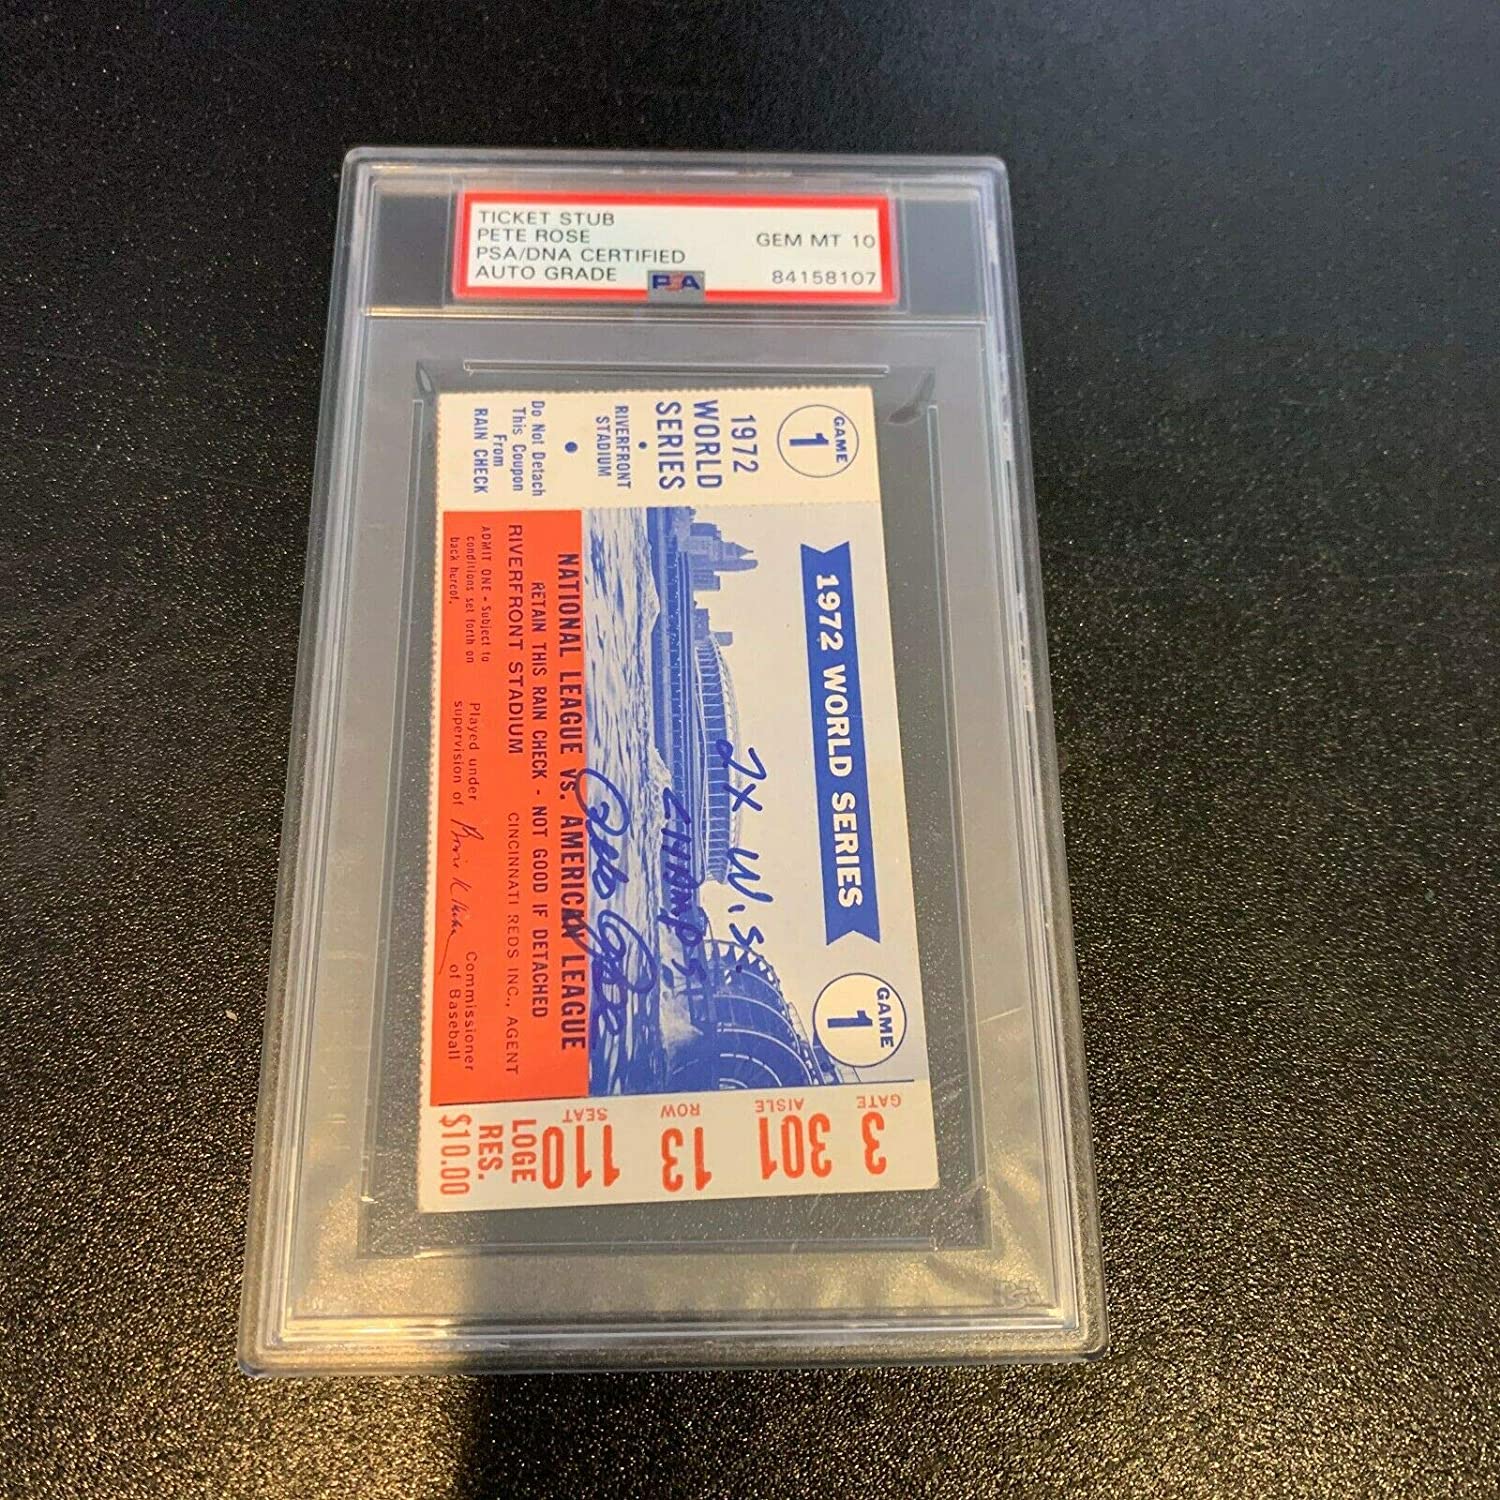 TICKET STUB
PETE ROSE
PSA/DNA CERTIFIED
AUTO GRADE
GEM MT 10
84158107
PSA
GAME
1
1972
WORLD
SERIES
•
RIVERFRONT
STADIUM
•
Do Not Detach
This Coupon
From
RAIN CHECK
1972 WORLD SERIES
GAME
1
2X W.S.
CHAMPS
Pete Rose
NATIONAL LEAGUE VS. AMERICAN LEAGUE
RETAIN THIS RAIN CHECK - NOT GOOD IF DETACHED
RIVERFRONT STADIUM
CINCINNATI REDS INC., AGENT
ADMIT ONE - Subject to
conditions set forth on
back hereof.
Played under
supervision of
Bowie K. Kuhn
Commissioner
of Baseball
GATE
3
AISLE
301
ROW
13
SEAT
110
LOGE
RES.
$10.00